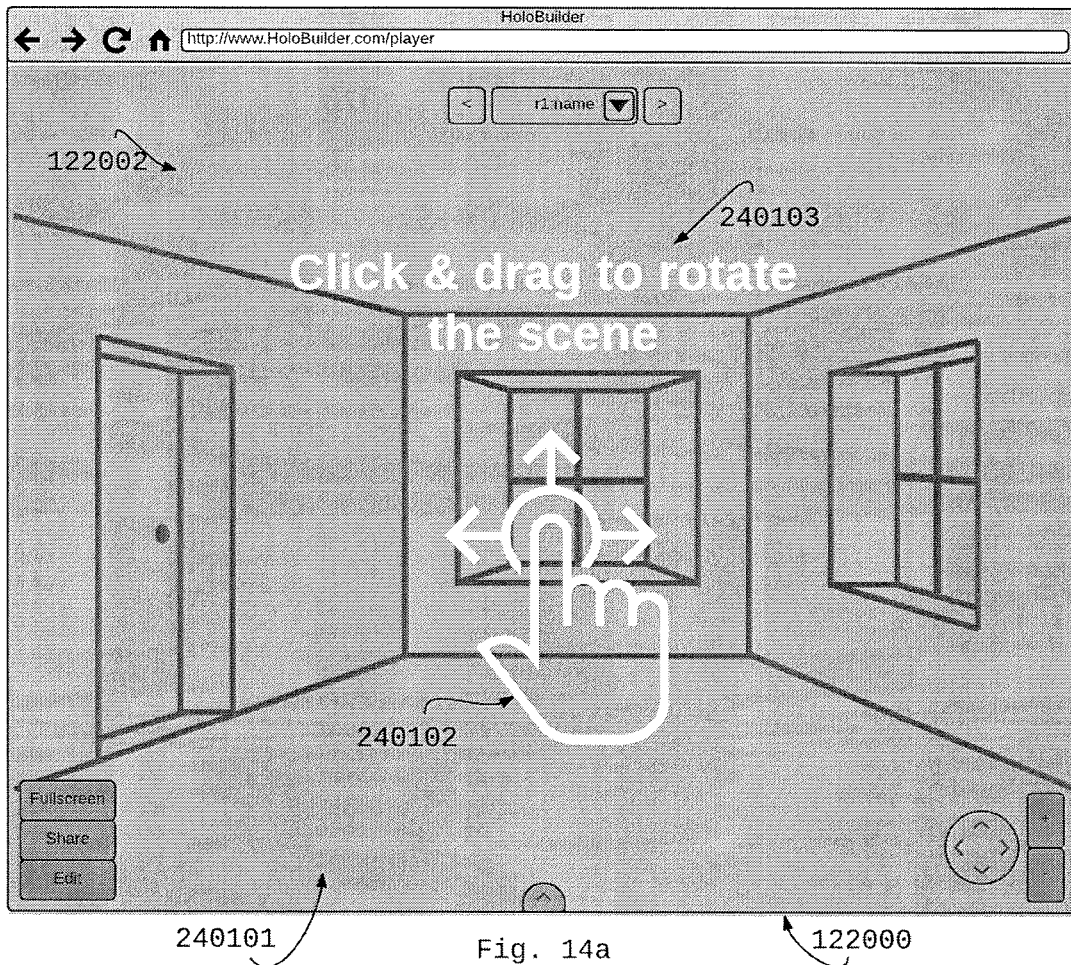 HoloBuilder
http://www.HoloBuilder.com/player
< r1 name >
122002
240103
Click & drag to rotate
the scene
240102
Fullscreen
Share
Edit
+
240101
Fig. 14a
122000